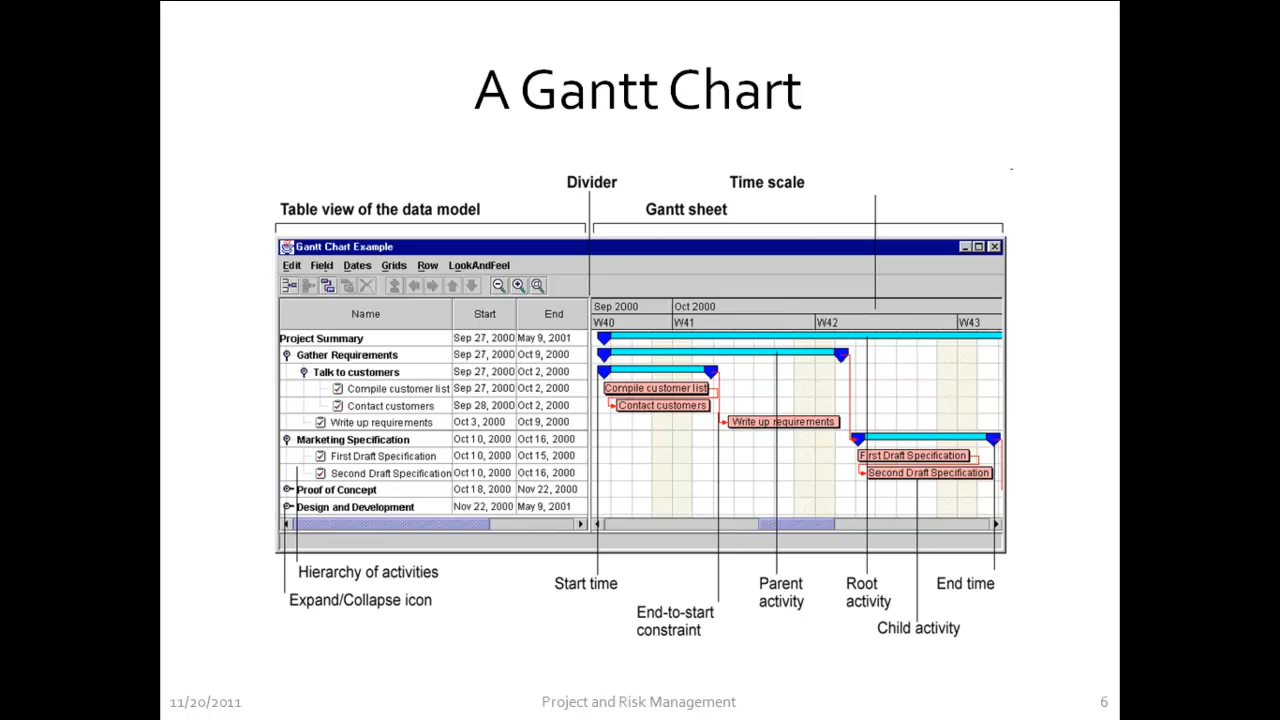 A Gantt Chart
Divider
Time scale
Table view of the data model
Gantt sheet
Gantt Chart Example
Edit Field Dates Grids Row LookAndFeel
Name Start End
Sep 2000 Oct 2000
W40 W41 W42 W43
Project Summary Sep 27, 2000 May 9, 2001
Gather Requirements Sep 27, 2000 Oct 9, 2000
Talk to customers Sep 27, 2000 Oct 2, 2000
Compile customer list Sep 27, 2000 Oct 2, 2000 Compile customer list
Contact customers Sep 28, 2000 Oct 2, 2000 Contact customers
Write up requirements Oct 3, 2000 Oct 9, 2000 Write up requirements
Marketing Specification Oct 10, 2000 Oct 16, 2000
First Draft Specification Oct 10, 2000 Oct 15, 2000 First Draft Specification
Second Draft Specification Oct 10, 2000 Oct 16, 2000 Second Draft Specification
Proof of Concept Oct 18, 2000 Nov 22, 2000
Design and Development Nov 22, 2000 May 9, 2001
Hierarchy of activities
Expand/Collapse icon
Start time
End-to-start
constraint
Parent
activity
Root
activity
End time
Child activity
11/20/2011 Project and Risk Management 6